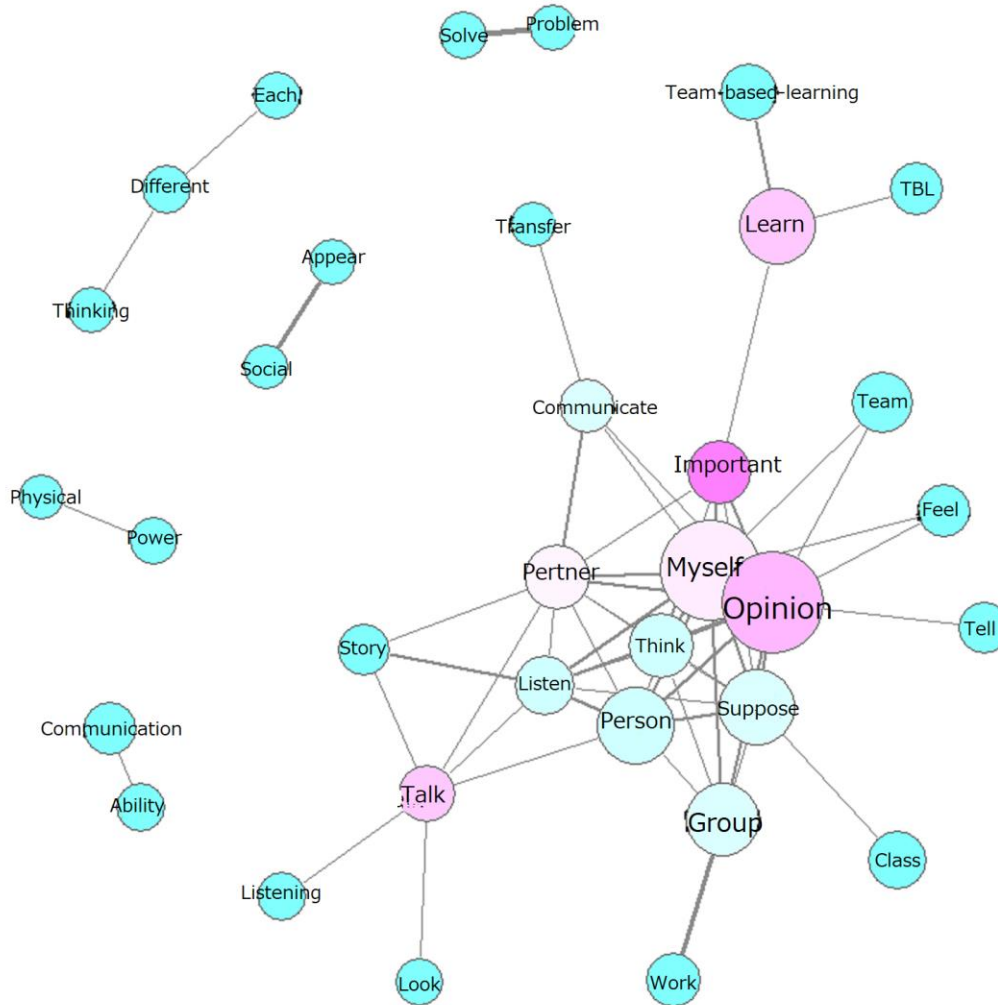 Problem
Solve
Each
Team-based-learning
Different
TBL
Learn
Transfer
Appear
Thinking
Social
Team
Communicate
Important
Physical
Feel
Power
Myself
Pertner
Opinion
Tell
Think
Story
Listen
Suppose
Person
Communication
Talk
Ability
Group
Class
Listening
Look
Work